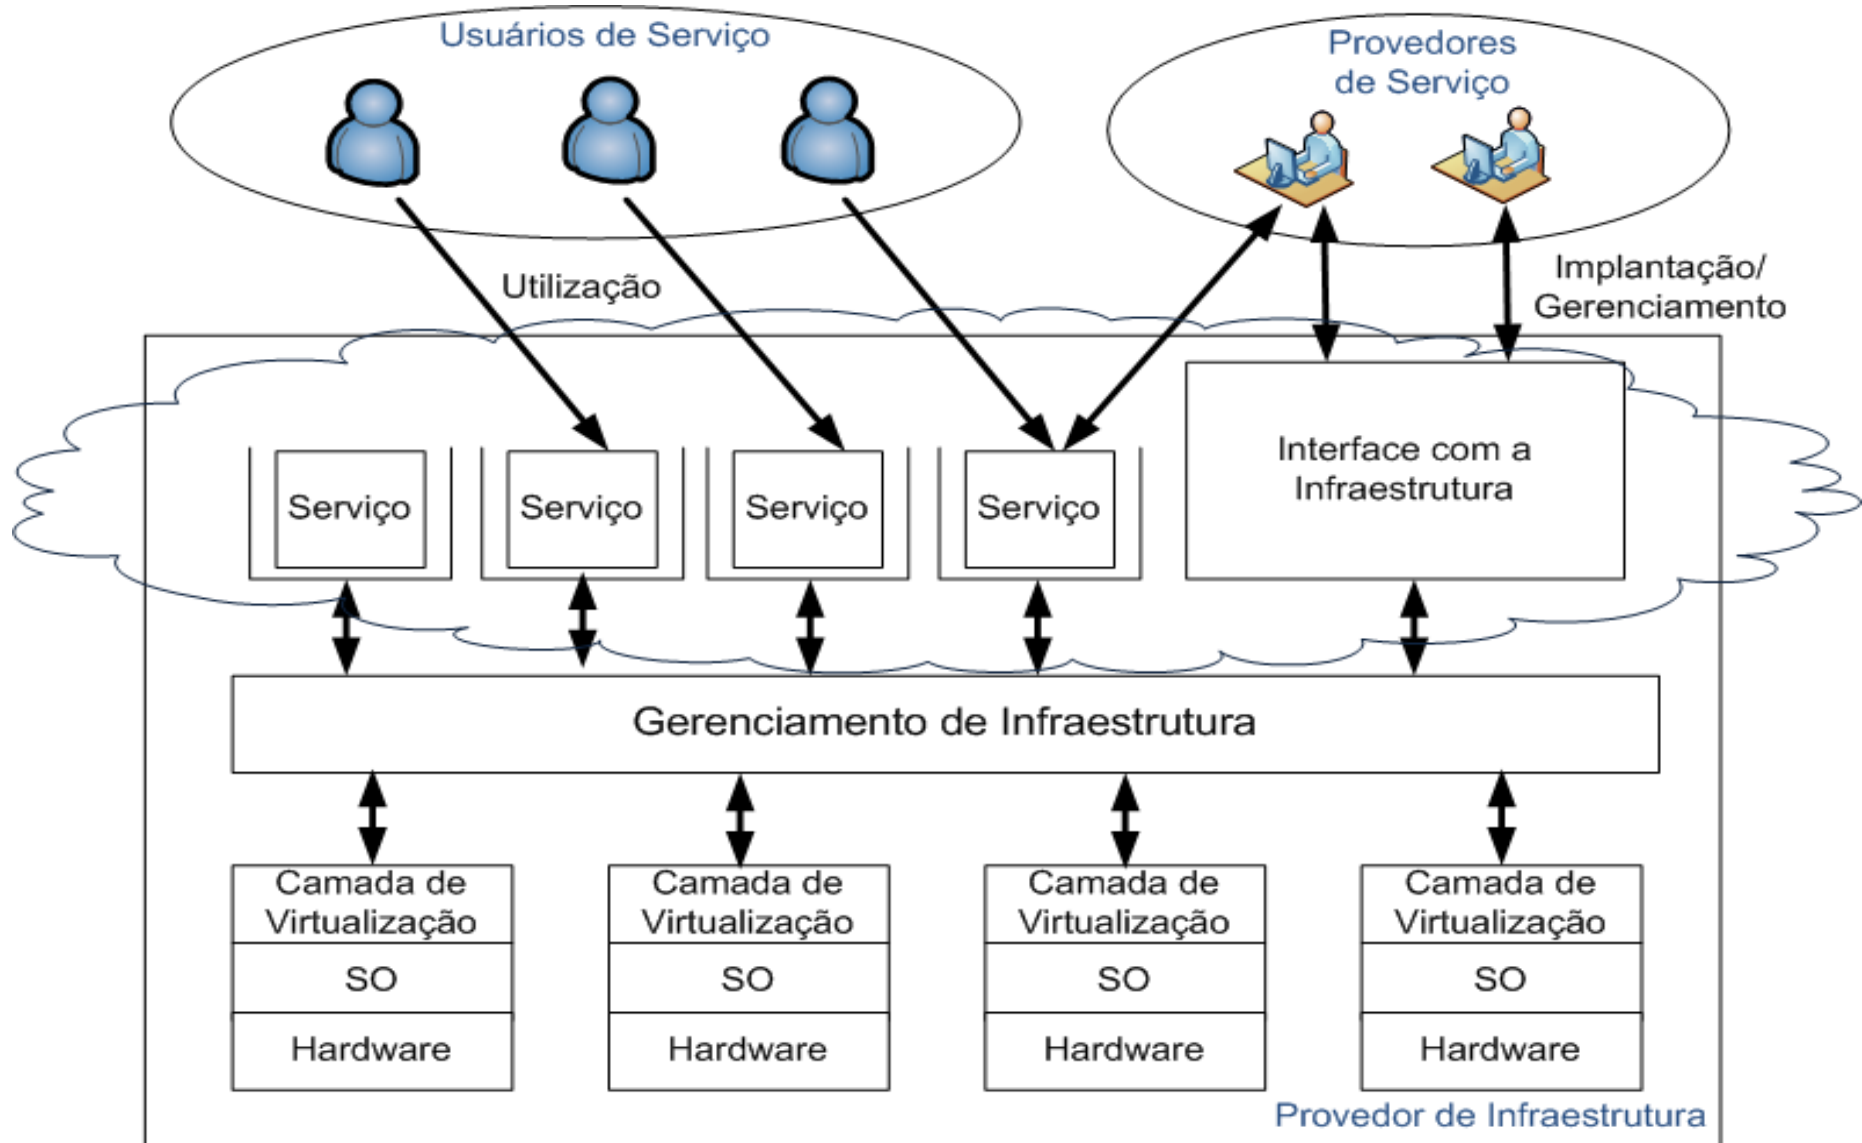 Usuários de Serviço
Provedores
de Serviço
Utilização
Implantação/
Gerenciamento
Serviço
Serviço
Serviço
Serviço
Interface com a
Infraestrutura
Gerenciamento de Infraestrutura
Camada de
Virtualização
SO
Hardware
Camada de
Virtualização
SO
Hardware
Camada de
Virtualização
SO
Hardware
Camada de
Virtualização
SO
Hardware
Provedor de Infraestrutura